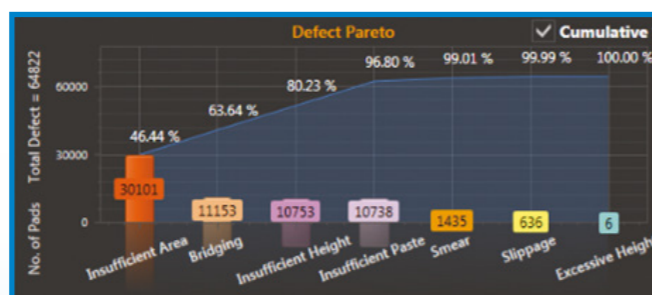 Defect Pareto
Cumulative
No. of Pads Total Defect = 64822
60000
30000
0
46.44 %
63.64 %
80.23 %
96.80 %
99.01 %
99.99 %
100.00 %
30101
11153
10753
10738
1435
636
6
Insufficient Area
Bridging
Insufficient Height
Insufficient Paste
Smear
Slippage
Excessive Heigh